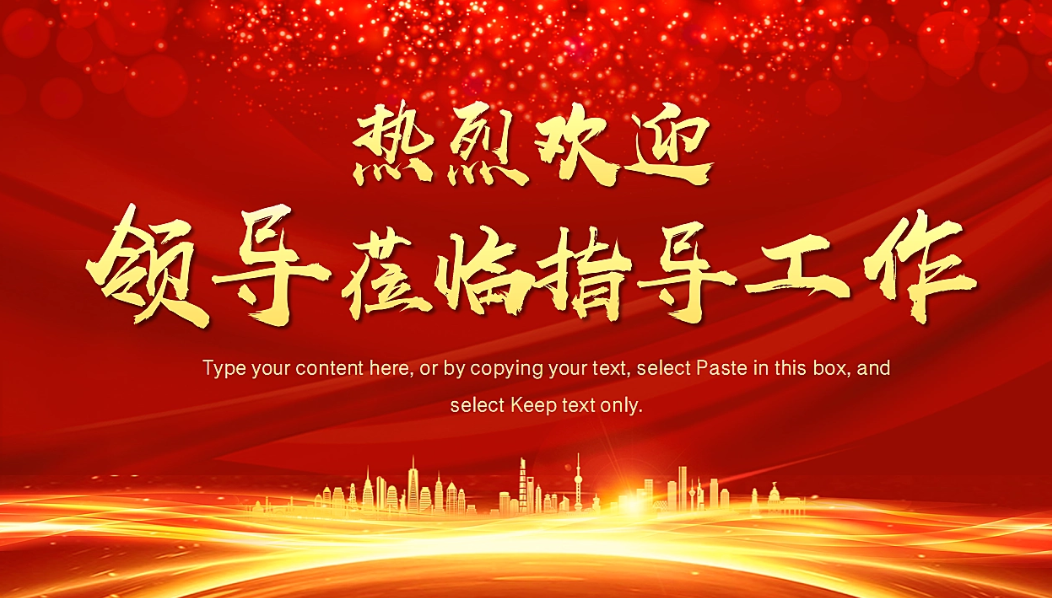 热烈欢迎
领导莅临指导工作
Type your content here, or by copying your text, select Paste in this box, and
select Keep text only.